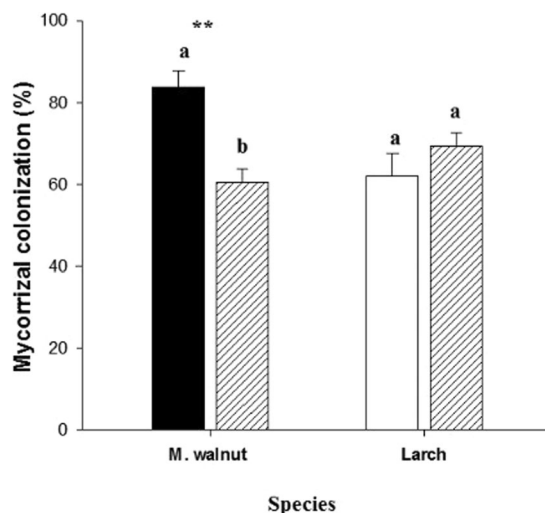 100
**
a
a
80
b
a
60
40
20
0
Mycorrizal colonization (%)
M. walnut
Larch
Species